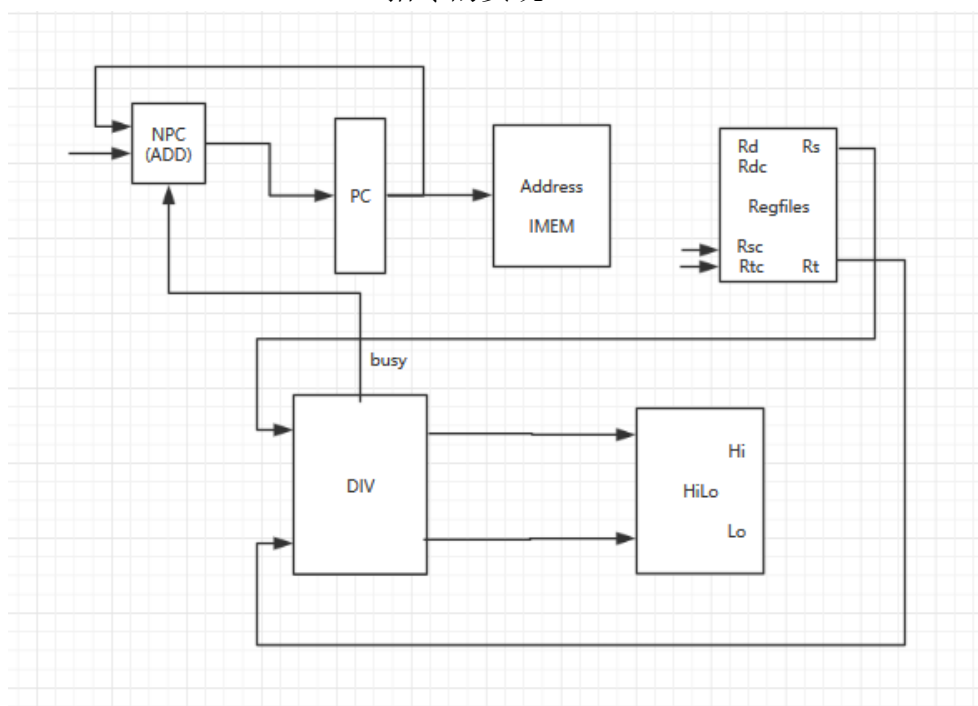 NPC
(ADD)
PC
Address
IMEM
Rd Rs
Rdc
Regfiles
Rsc
Rtc Rt
busy
DIV
Hi
HiLo
Lo